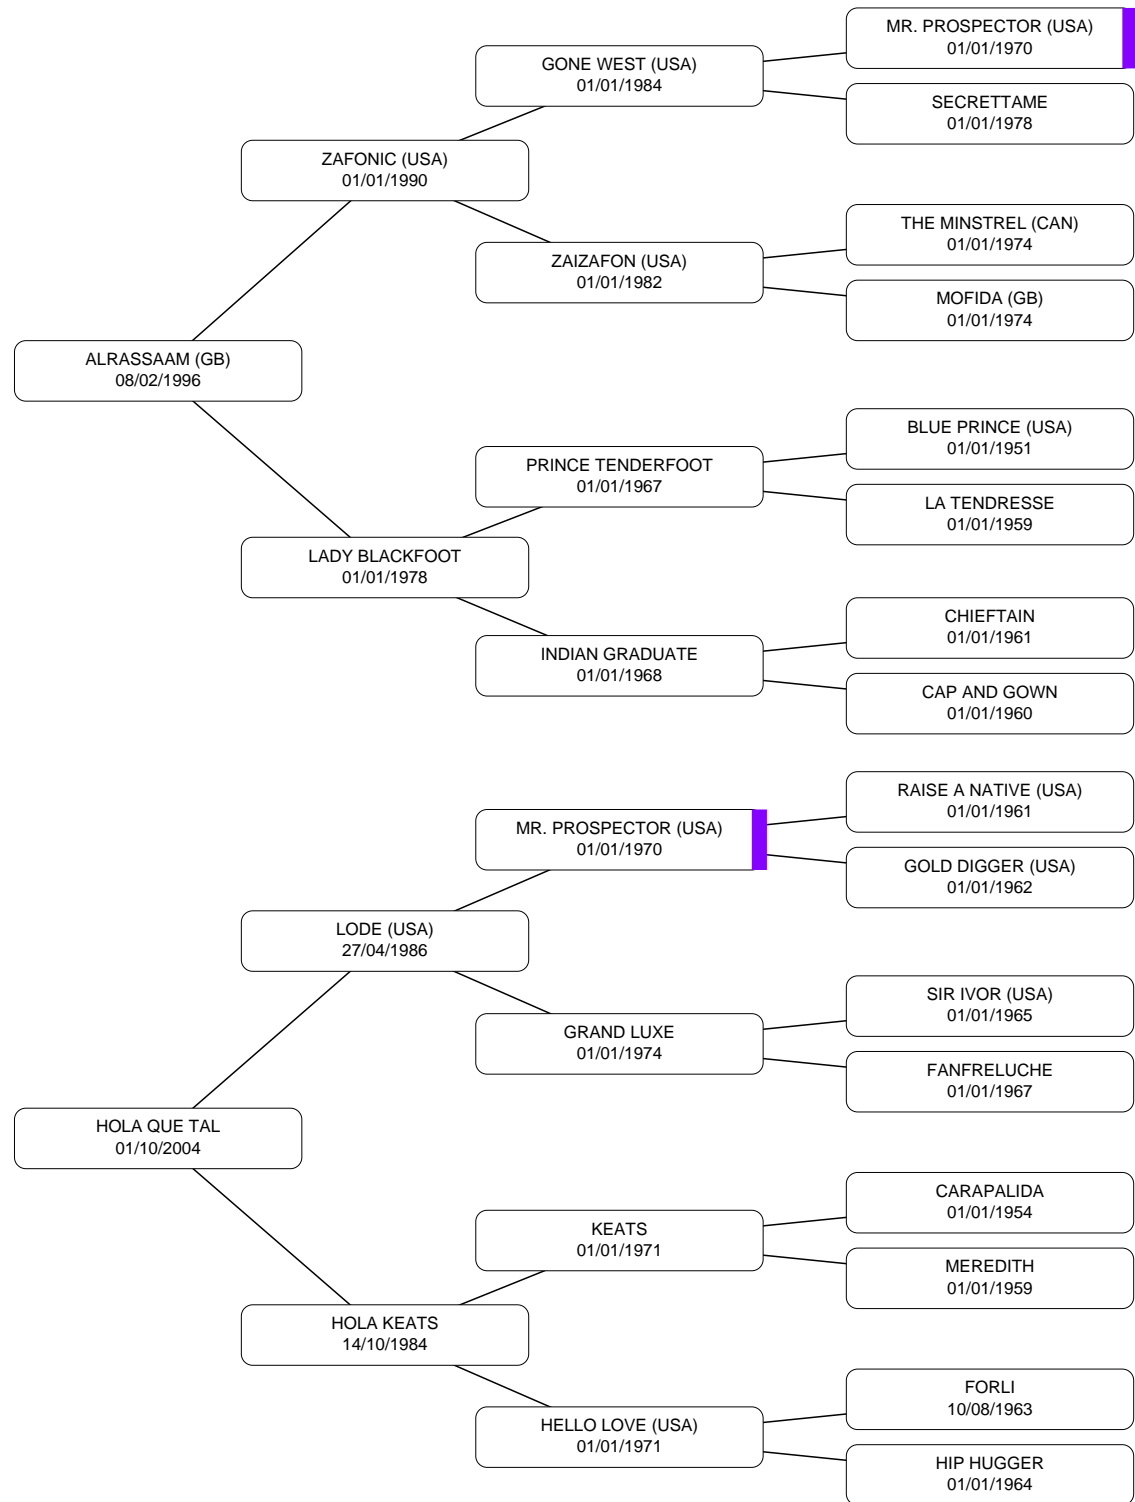 MR. PROSPECTOR (USA)
01/01/1970
GONE WEST (USA)
01/01/1984
SECRETTAME
01/01/1978
ZAFONIC (USA)
01/01/1990
THE MINSTREL (CAN)
01/01/1974
ZAIZAFON (USA)
01/01/1982
MOFIDA (GB)
01/01/1974
ALRASSAAM (GB)
08/02/1996
BLUE PRINCE (USA)
01/01/1951
PRINCE TENDERFOOT
01/01/1967
LA TENDRESSE
01/01/1959
LADY BLACKFOOT
01/01/1978
CHIEFTAIN
01/01/1961
INDIAN GRADUATE
01/01/1968
CAP AND GOWN
01/01/1960
RAISE A NATIVE (USA)
01/01/1961
MR. PROSPECTOR (USA)
01/01/1970
GOLD DIGGER (USA)
01/01/1962
LODE (USA)
27/04/1986
SIR IVOR (USA)
01/01/1965
GRAND LUXE
01/01/1974
FANFRELUCHE
01/01/1967
HOLA QUE TAL
01/10/2004
CARAPALIDA
01/01/1954
KEATS
01/01/1971
MEREDITH
01/01/1959
HOLA KEATS
14/10/1984
FORLI
10/08/1963
HELLO LOVE (USA)
01/01/1971
HIP HUGGER
01/01/1964